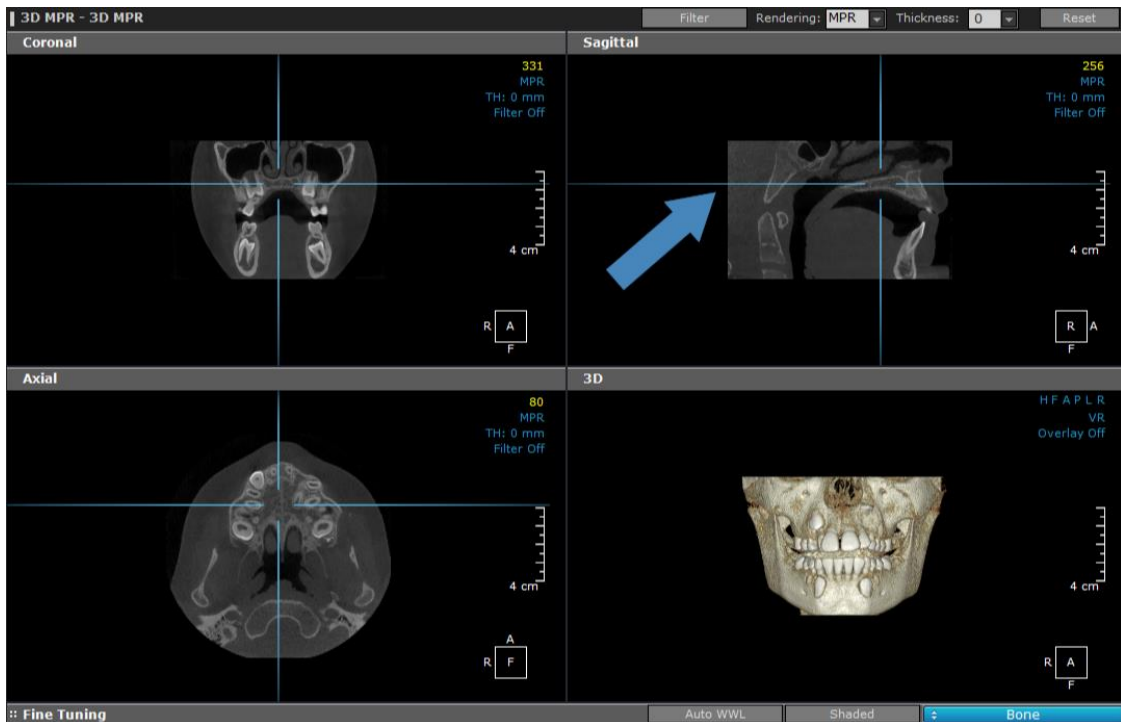 3D MPR - 3D MPR
Filter Rendering: MPR Thickness: 0 Reset
Coronal
331
MPR
TH: 0 mm
Filter Off
4 cm
R A
F
Sagittal
256
MPR
TH: 0 mm
Filter Off
4 cm
R A
F
Axial
80
MPR
TH: 0 mm
Filter Off
4 cm
A
R F
3D
H F A P L R
VR
Overlay Off
4 cm
R A
F
:: Fine Tuning Auto WWL Shaded Bone